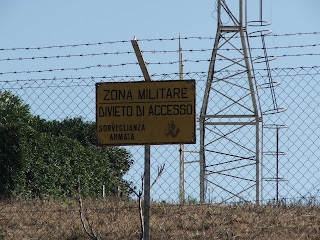 ZONA MILITARE
DIVIETO DI ACCESSO
SORVEGLIANZA
ARMATA